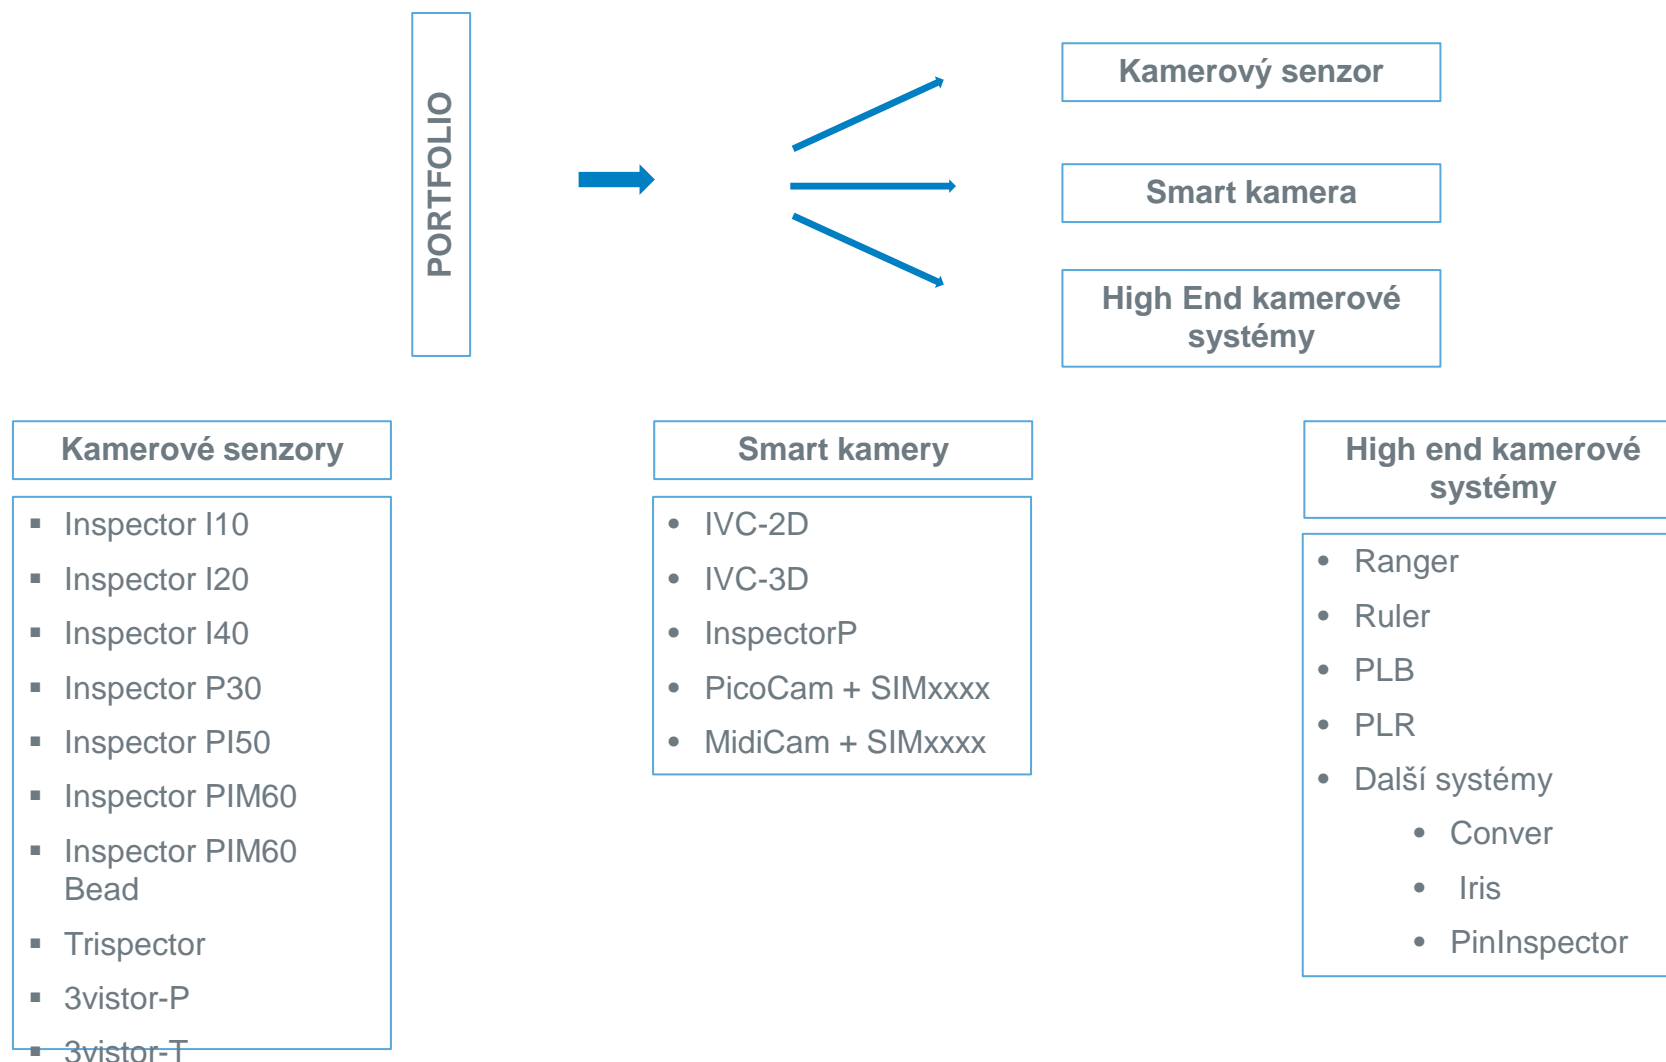 PORTFOLIO
Kamerový senzor
Smart kamera
High End kamerové
systémy
Kamerové senzory
▪ Inspector I10
▪ Inspector I20
▪ Inspector I40
▪ Inspector P30
▪ Inspector PI50
▪ Inspector PIM60
▪ Inspector PIM60
Bead
▪ Trispector
▪ 3vistor-P
▪ 3vistor-T
Smart kamery
• IVC-2D
• IVC-3D
• InspectorP
• PicoCam + SIMxxxx
• MidiCam + SIMxxxx
High end kamerové
systémy
• Ranger
• Ruler
• PLB
• PLR
• Další systémy
• Conver
• Iris
• PinInspector